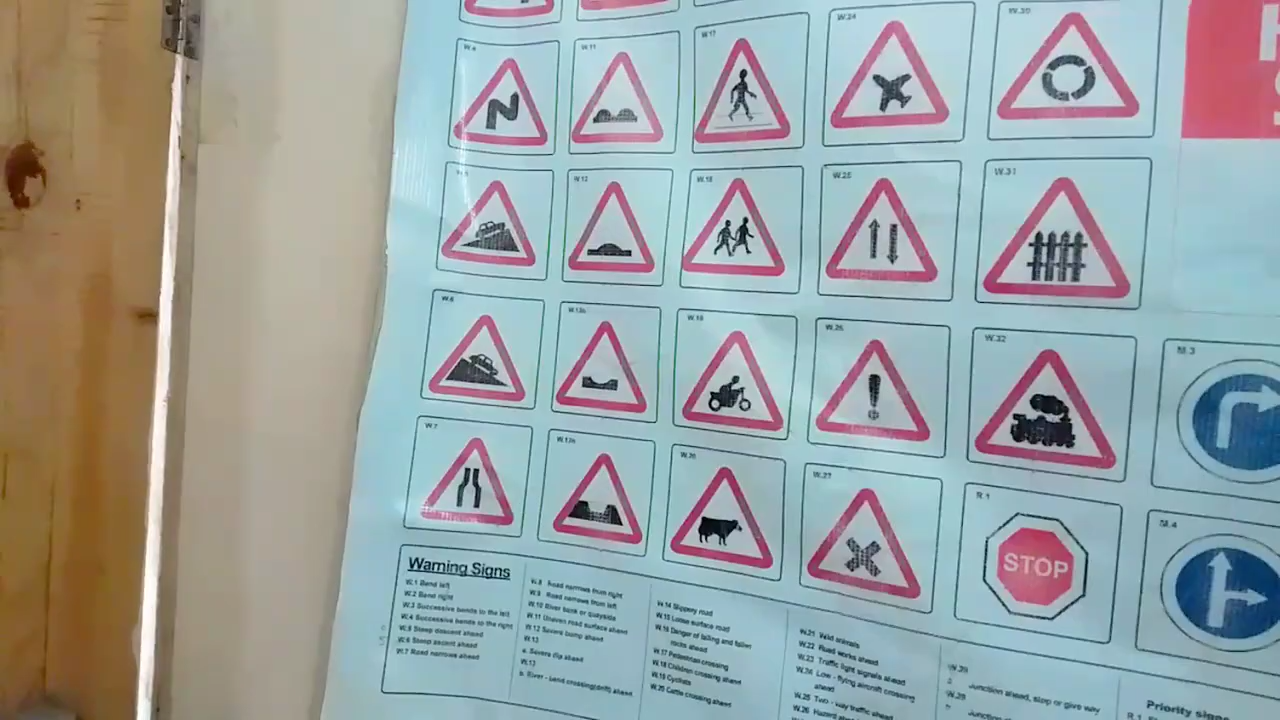 W.4
W.11
W.17
W.24
W.30
W.5
W.12
W.18
W.25
W.31
W.6
W.13a
W.19
W.26
W.32
M.3
W.7
W.20
W.27
R.1
STOP
M.4
Warning Signs
W.1 Bend left
W.2 Bend right
W.3 Successive bends to the left
W.4 Successive bends to the right
W.5 Steep descent ahead
W.6 Steep ascent ahead
W.7 Road narrows ahead
W.8 Road narrows from right
W.9 Road narrows from left
W.10 River bank or quayside
W.11 Uneven road surface ahead
W.12 Severe bump ahead
W.13
a. Severe dip ahead
W.13
W.14 Slippery road
W.15 Loose surface road
W.16 Danger of falling and fallen
rocks ahead
W.17 Pedestrian crossing
W.18 Children crossing ahead
W.19 Cyclists
W.20 Cattle crossing ahead
W.21 Wild animals
W.22 Road works ahead
W.23 Traffic light signals ahead
W.24 Low - flying aircraft crossing
ahead
W.25 Two - way traffic ahead
W.26 Hazard ahead
Junction ahead, stop or give way
Priority signs